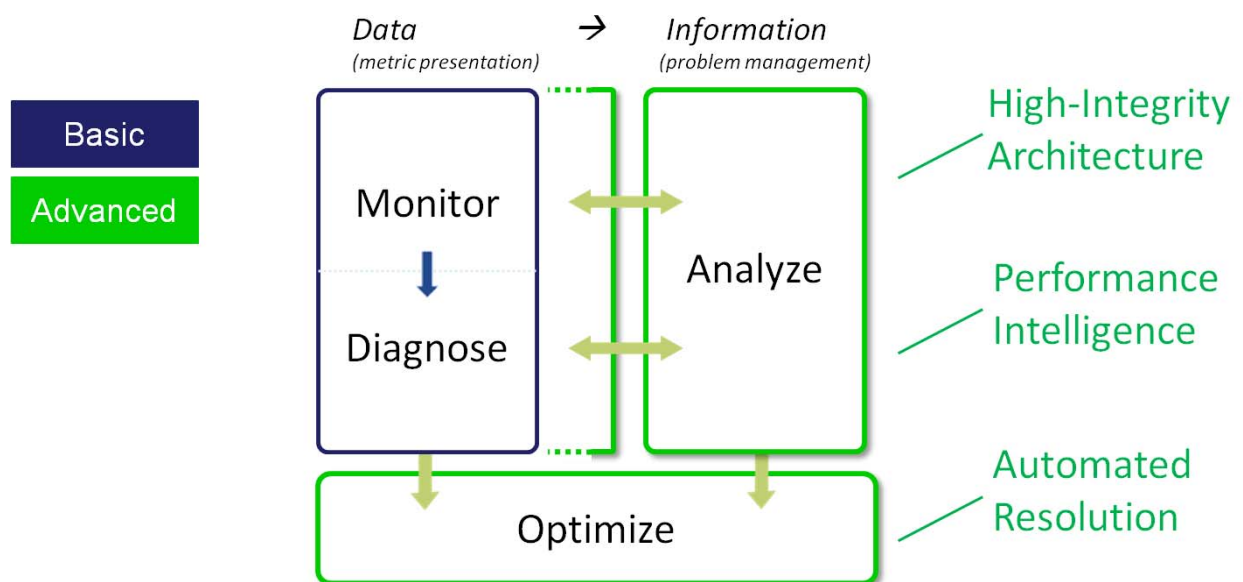 Data → Information
(metric presentation) (problem management)
Basic
Advanced
Monitor
Diagnose
Analyze
Optimize
High-Integrity
Architecture
Performance
Intelligence
Automated
Resolution